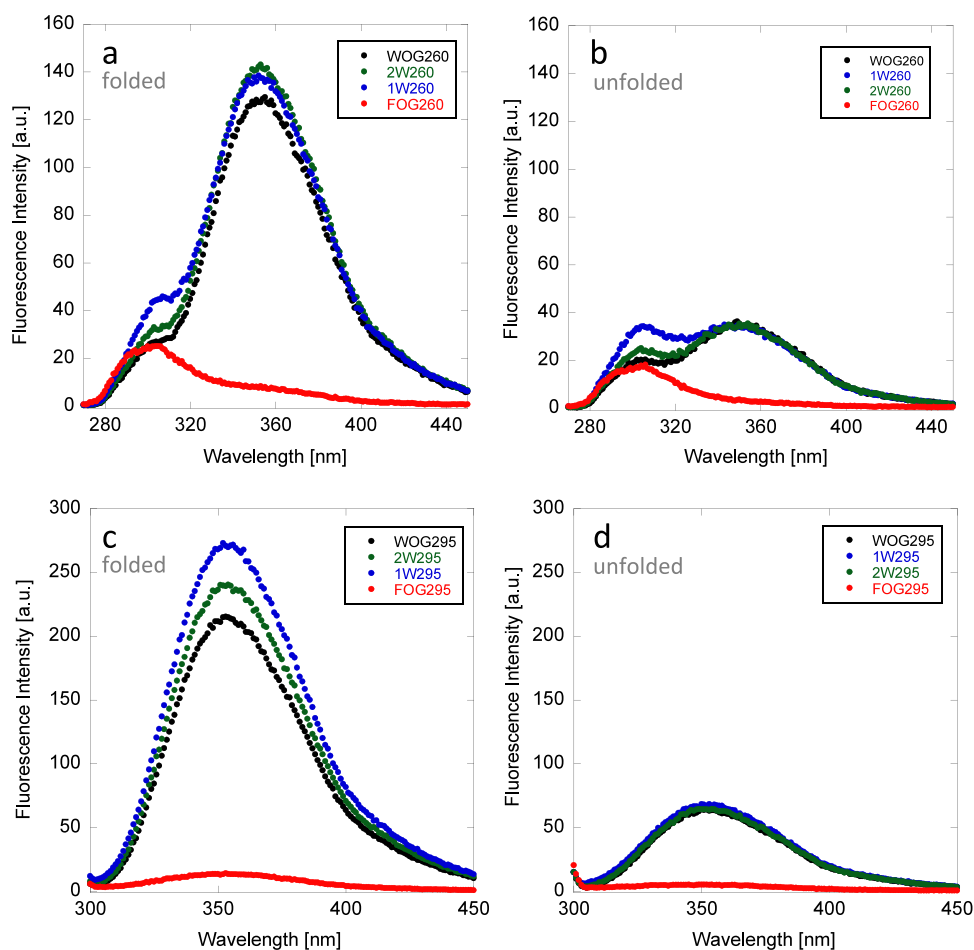 a
folded
WOG260
2W260
1W260
FOG260
Fluorescence Intensity [a.u.]
160
140
120
100
80
60
40
20
0
280
320
360
400
440
Wavelength [nm]
b
unfolded
WOG260
1W260
2W260
FOG260
Fluorescence Intensity [a.u.]
160
140
120
100
80
60
40
20
0
280
320
360
400
440
Wavelength [nm]
c
folded
WOG295
2W295
1W295
FOG295
Fluorescence Intensity [a.u.]
300
250
200
150
100
50
0
300
350
400
450
Wavelength [nm]
d
unfolded
WOG295
1W295
2W295
FOG295
Fluorescence Intensity [a.u.]
300
250
200
150
100
50
0
300
350
400
450
Wavelength [nm]